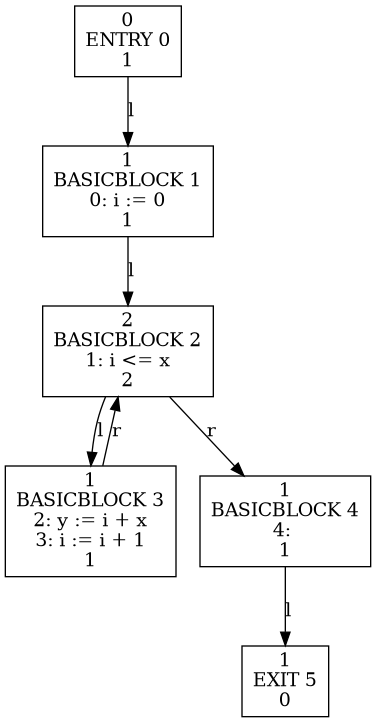 0
ENTRY 0
1
l
1
BASICBLOCK 1
0: i := 0
1
l
2
BASICBLOCK 2
1: i <= x
2
l
r
r
1
BASICBLOCK 3
2: y := i + x
3: i := i + 1
1
1
BASICBLOCK 4
4:
1
l
1
EXIT 5
0